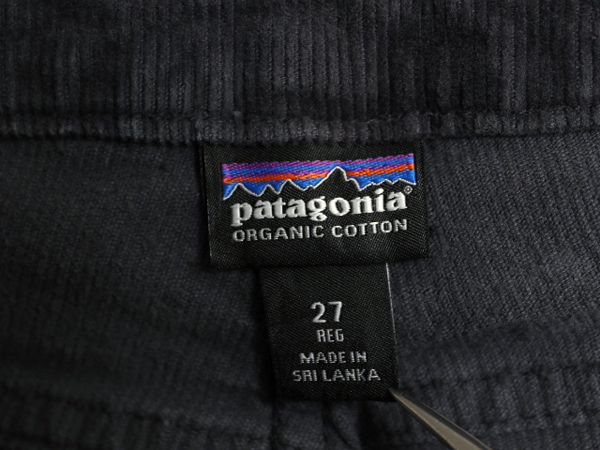 patagonia®
ORGANIC COTTON
27
REG
MADE IN
SRI LANKA